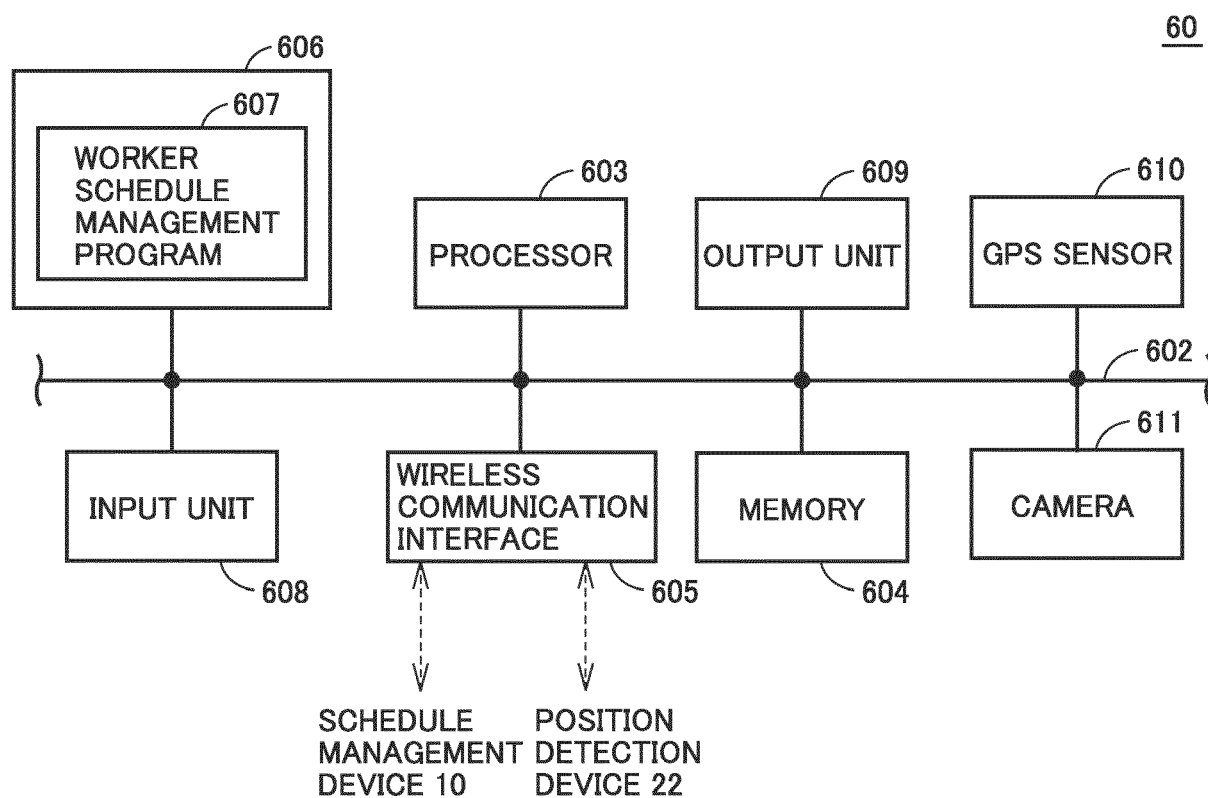 60
606
607
WORKER
SCHEDULE
MANAGEMENT
PROGRAM
603
PROCESSOR
609
OUTPUT UNIT
610
GPS SENSOR
602
INPUT UNIT
608
WIRELESS
COMMUNICATION
INTERFACE
605
MEMORY
604
611
CAMERA
SCHEDULE
MANAGEMENT
DEVICE 10
POSITION
DETECTION
DEVICE 22